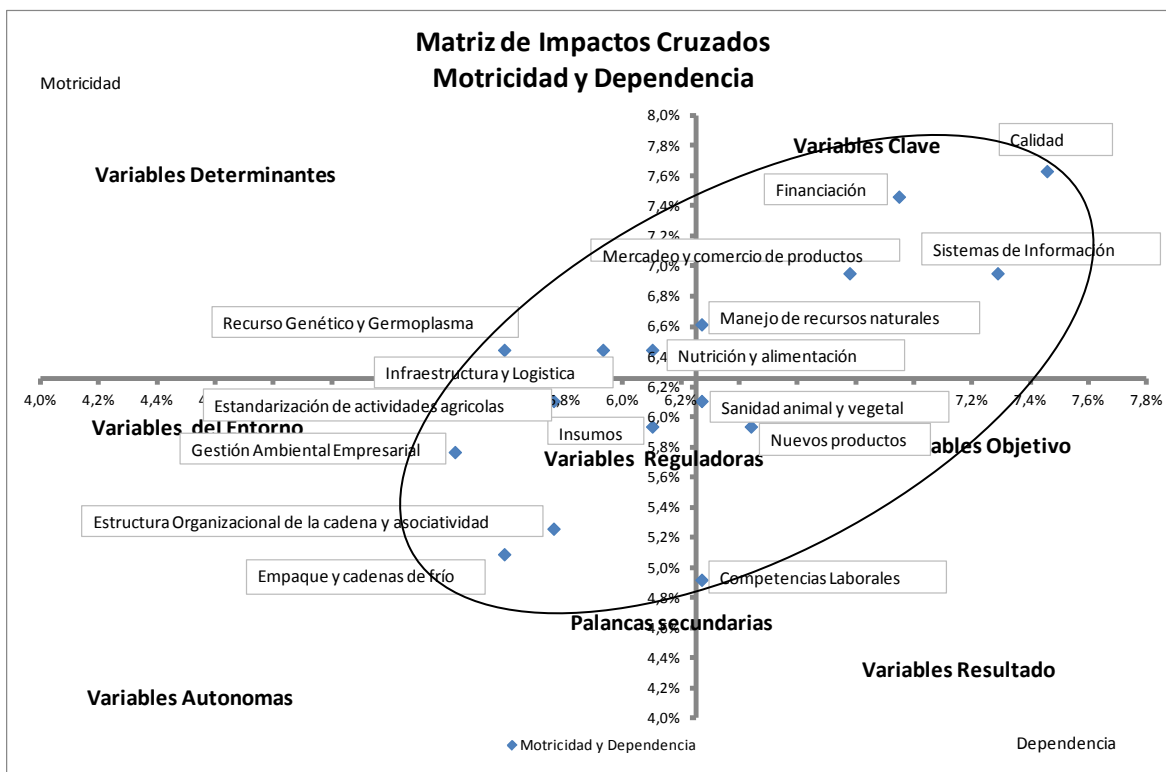 Matriz de Impactos Cruzados
Motricidad y Dependencia
Motricidad
8,0%
Variables Clave
Calidad
7,8%
Variables Determinantes
7,6%
Financiación
7,4%
7,2%
Mercadeo y comercio de productos
Sistemas de Información
7,0%
6,8%
Recurso Genético y Germoplasma
6,6%
Manejo de recursos naturales
6,4%
Nutrición y alimentación
Infraestructura y Logistica
4,0% 4,2% 4,4% 5,8% 6,0% 6,2% 7,2% 7,4% 7,6% 7,8%
6,2%
Estandarización de actividades agricolas
Sanidad animal y vegetal
6,0%
Variables del Entorno
Insumos
Nuevos productos
Gestión Ambiental Empresarial
5,8%
Variables Reguladoras
ables Objetivo
5,6%
5,4%
Estructura Organizacional de la cadena y asociatividad
5,2%
Empaque y cadenas de frío
5,0%
Competencias Laborales
4,8%
Palancas secundarias
4,6%
4,4%
Variables Resultado
Variables Autonomas
4,2%
4,0%
Motricidad y Dependencia
Dependencia